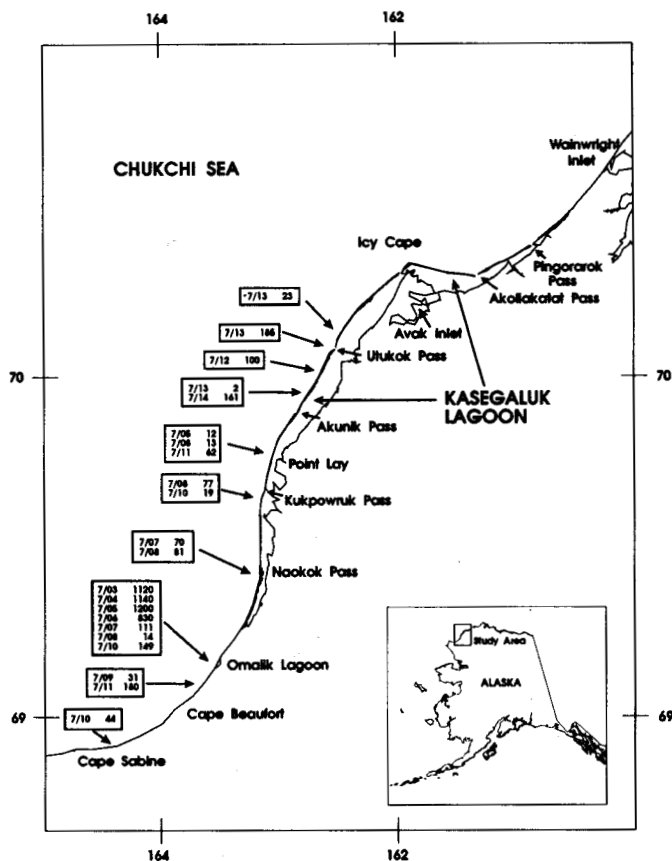 164 162
CHUKCHI SEA
Wainwright
Inlet
Icy Cape
Pingorarok
Pass
Akoliakatat Pass
-7/13 23
Avak Inlet
7/13 186
Utukok Pass
7/12 100
70 70
7/13 2
7/14 161
KASEGALUK
LAGOON
Akunik Pass
7/05 12
7/08 13
7/11 62
Point Lay
7/08 77
7/10 19
Kukpowruk Pass
7/07 70
7/08 81
Naokok Pass
7/03 1120
7/04 1140
7/05 1200
7/06 830
7/07 111
7/08 14
7/10 149
Omalik Lagoon
Study Area
ALASKA
7/09 31
7/11 180
Cape Beaufort
7/10 44
69 69
Cape Sabine
164 162